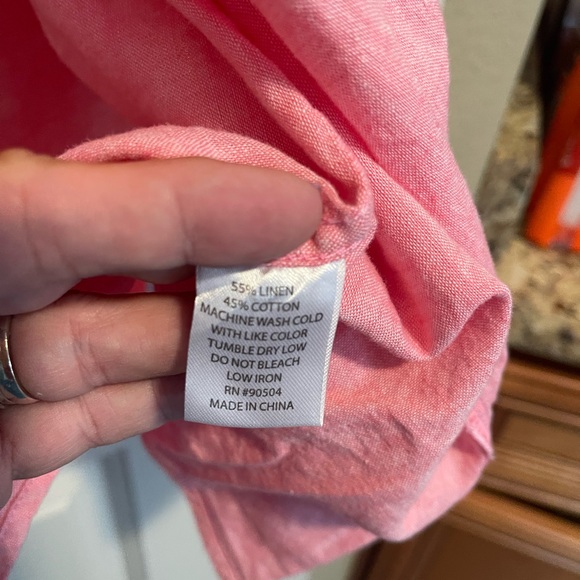 55% LINEN
45% COTTON
MACHINE WASH COLD
WITH LIKE COLOR
TUMBLE DRY LOW
DO NOT BLEACH
LOW IRON
RN #90504
MADE IN CHINA